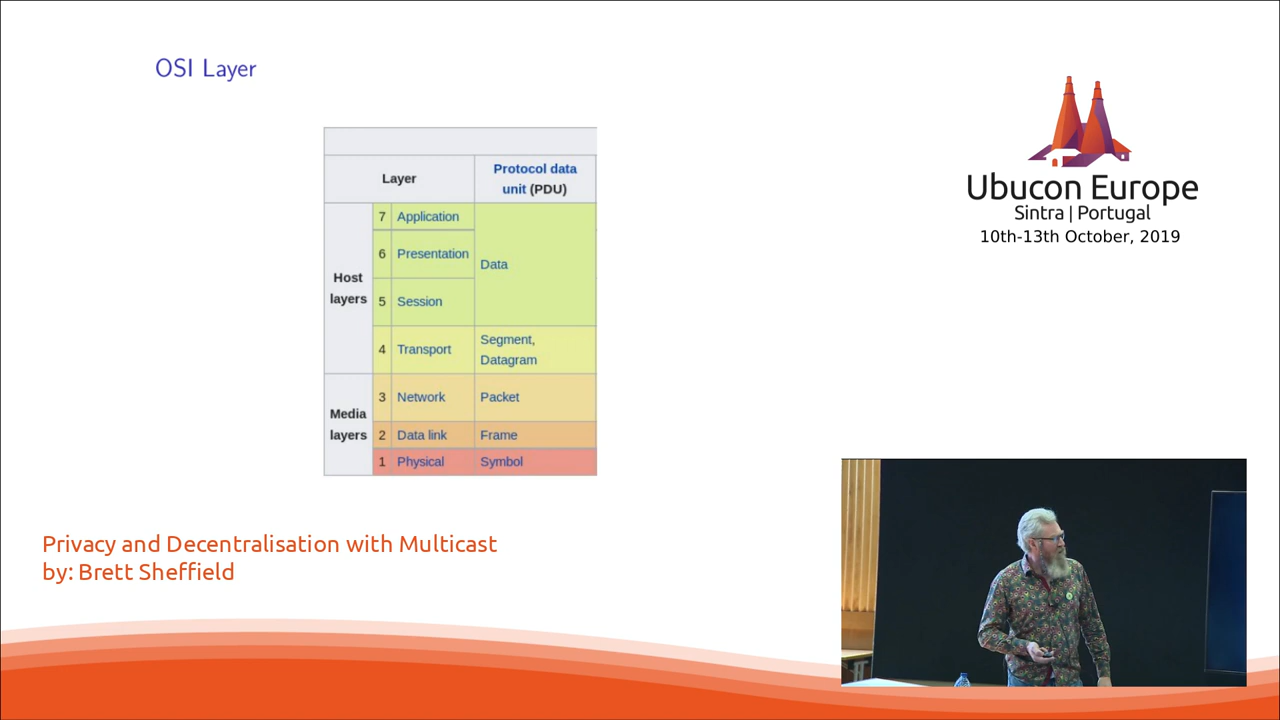 OSI Layer
Layer
Protocol data
unit (PDU)
Host
layers
7 Application
6 Presentation
5 Session
Data
4 Transport
Segment,
Datagram
Media
layers
3 Network
Packet
2 Data link
Frame
1 Physical
Symbol
Ubucon Europe
Sintra | Portugal
10th-13th October, 2019
Privacy and Decentralisation with Multicast
by: Brett Sheffield